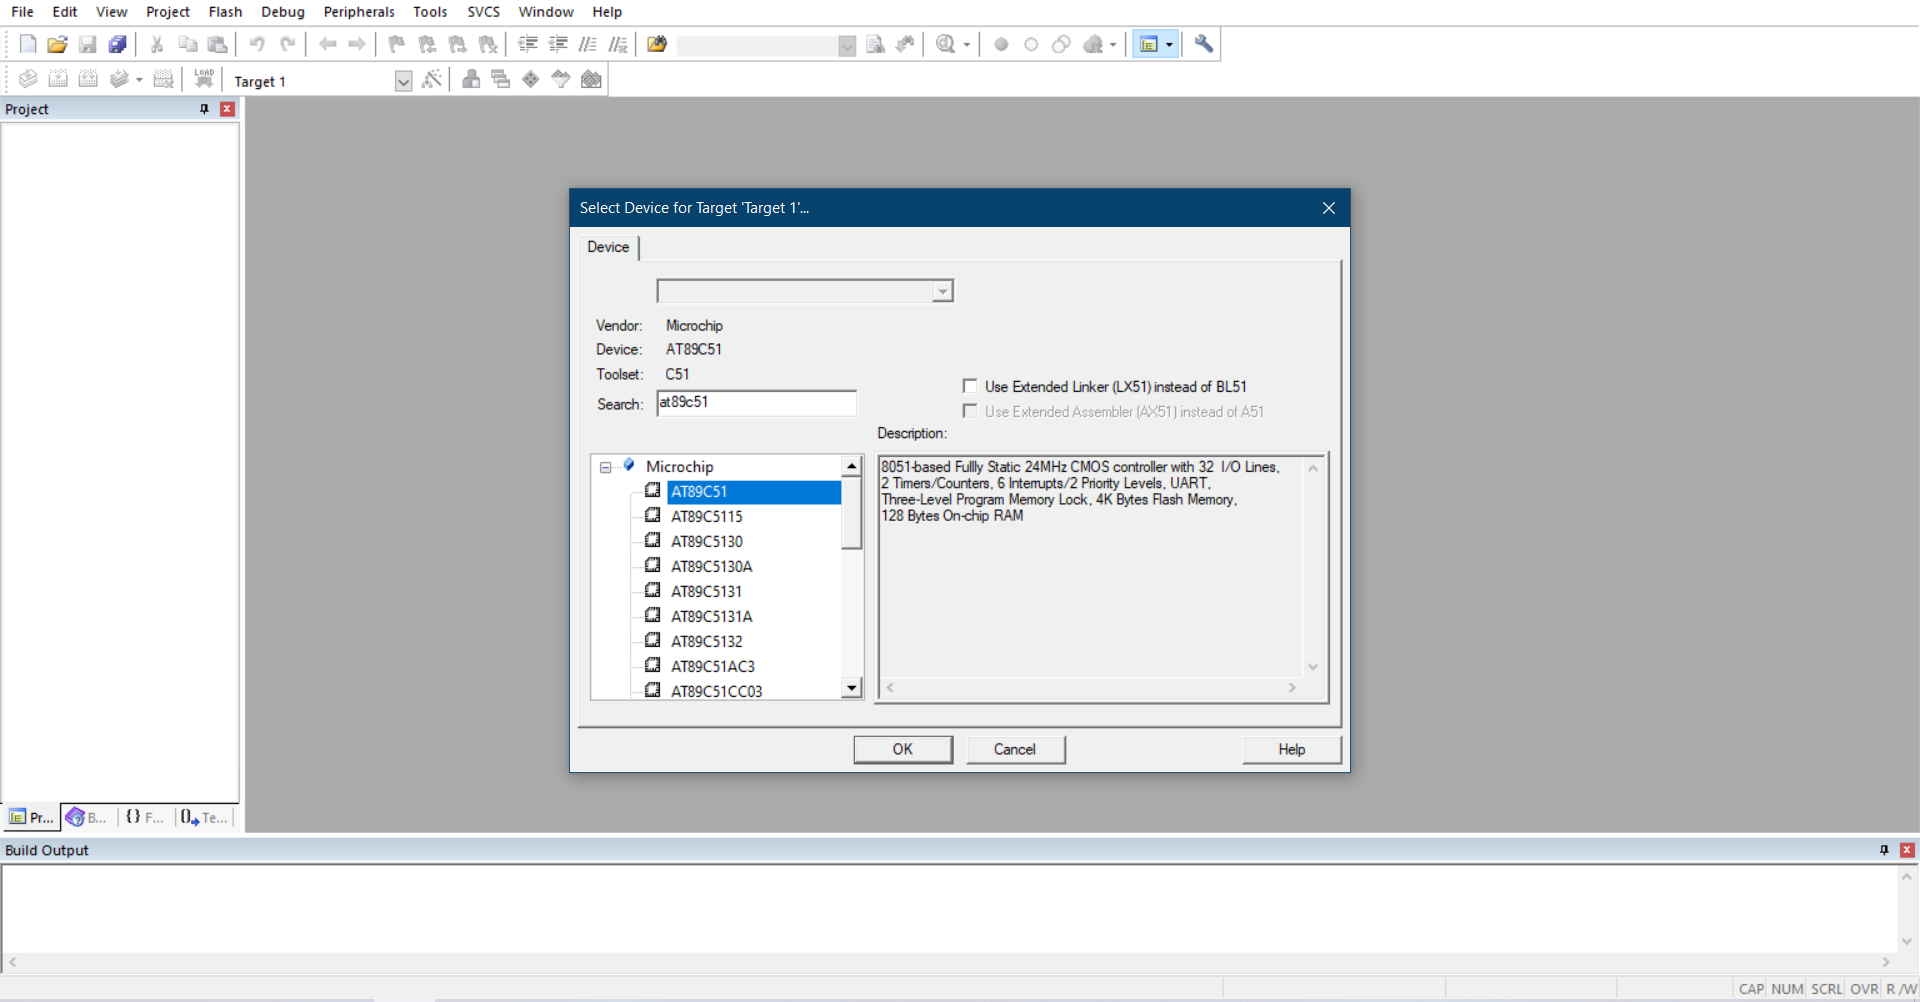 File Edit View Project Flash Debug Peripherals Tools SVCS Window Help
LOAD
Target 1
Project
Select Device for Target 'Target 1'...
Device
Vendor: Microchip
Device: AT89C51
Toolset: C51
Search: at89c51
Use Extended Linker (LX51) instead of BL51
Use Extended Assembler (AX51) instead of A51
Description:
Microchip
AT89C51
AT89C5115
AT89C5130
AT89C5130A
AT89C5131
AT89C5131A
AT89C5132
AT89C51AC3
AT89C51CC03
8051-based Fullly Static 24MHz CMOS controller with 32 I/O Lines,
2 Timers/Counters, 6 Interrupts/2 Priority Levels, UART,
Three-Level Program Memory Lock, 4K Bytes Flash Memory,
128 Bytes On-chip RAM
OK Cancel Help
Pr... B... {} F... Te...
Build Output
CAP NUM SCRL OVR R/W